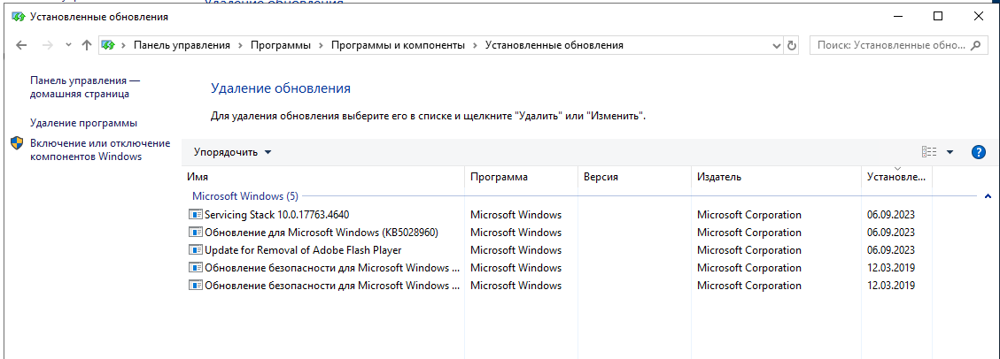 Удаление обновления
Установленные обновления
Панель управления > Программы > Программы и компоненты > Установленные обновления
Поиск: Установленные обно...
Панель управления —
домашняя страница
Удаление программы
Включение или отключение
компонентов Windows
Удаление обновления
Для удаления обновления выберите его в списке и щелкните "Удалить" или "Изменить".
Упорядочить
Имя Программа Версия Издатель Установле...
Microsoft Windows (5)
Servicing Stack 10.0.17763.4640 Microsoft Windows Microsoft Corporation 06.09.2023
Обновление для Microsoft Windows (KB5028960) Microsoft Windows Microsoft Corporation 06.09.2023
Update for Removal of Adobe Flash Player Microsoft Windows Microsoft Corporation 06.09.2023
Обновление безопасности для Microsoft Windows ... Microsoft Windows Microsoft Corporation 12.03.2019
Обновление безопасности для Microsoft Windows ... Microsoft Windows Microsoft Corporation 12.03.2019